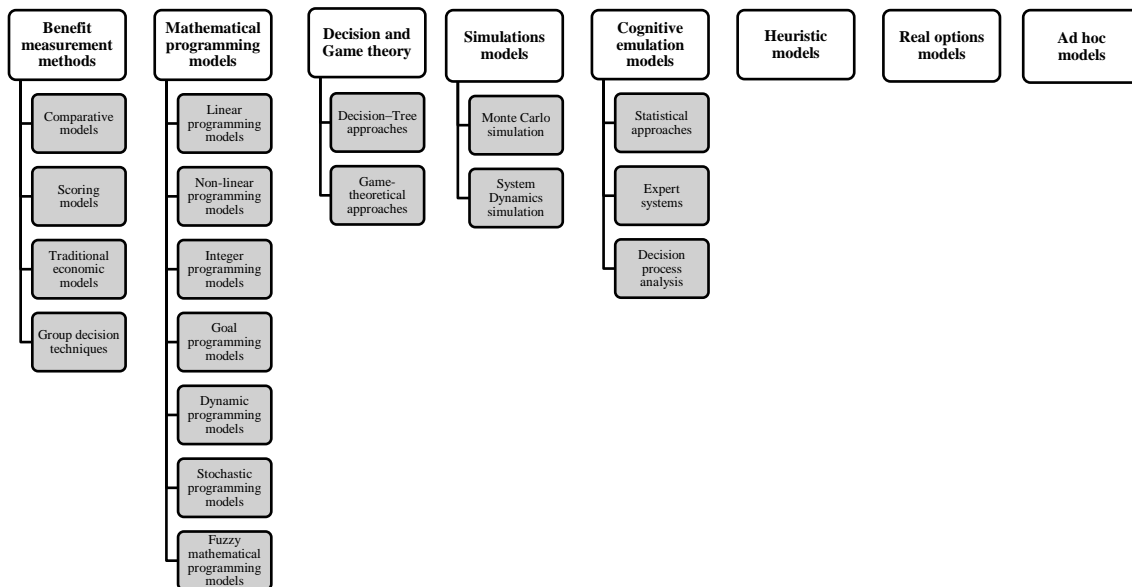 Benefit
measurement
methods
Comparative
models
Scoring
models
Traditional
economic
models
Group decision
techniques
Mathematical
programming
models
Linear
programming
models
Non-linear
programming
models
Integer
programming
models
Goal
programming
models
Dynamic
programming
models
Stochastic
programming
models
Fuzzy
mathematical
programming
models
Decision and
Game theory
Decision–Tree
approaches
Game-
theoretical
approaches
Simulations
models
Monte Carlo
simulation
System
Dynamics
simulation
Cognitive
emulation
models
Statistical
approaches
Expert
systems
Decision
process
analysis
Heuristic
models
Real options
models
Ad hoc
models